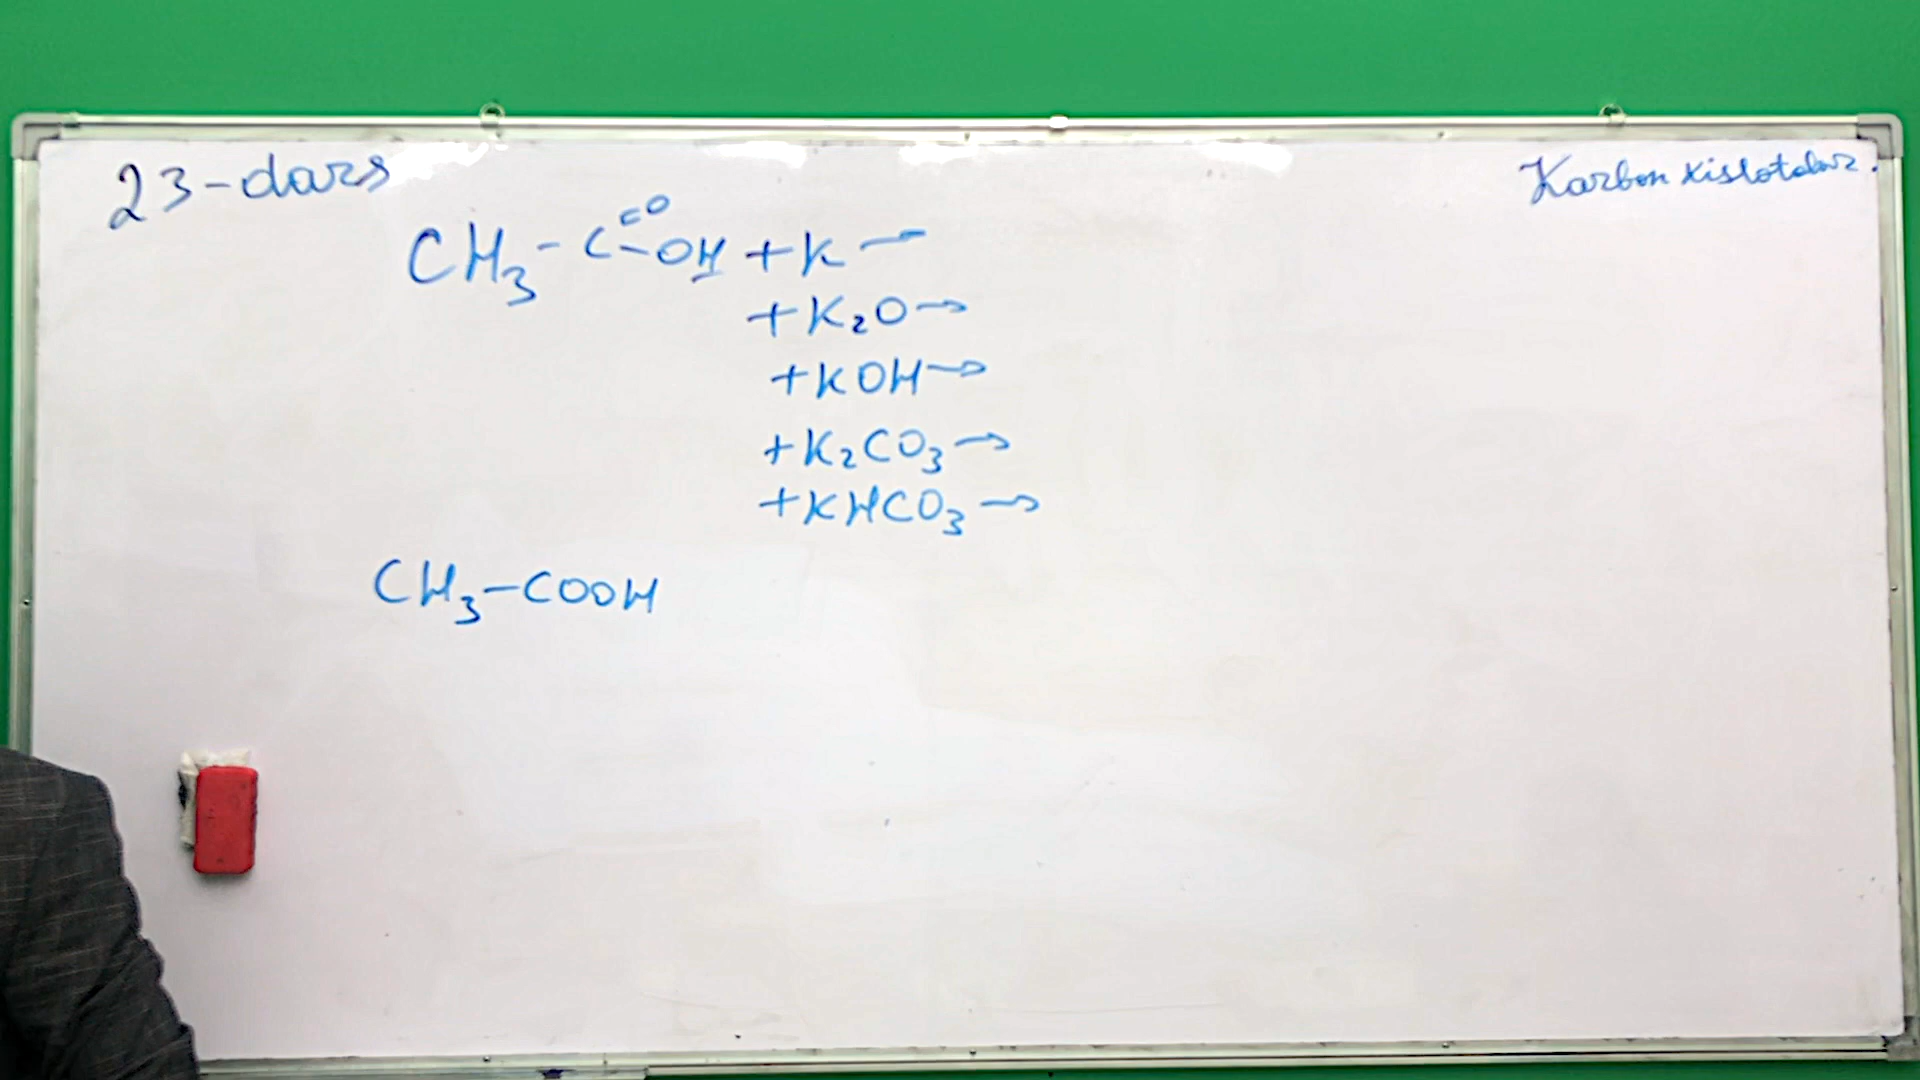 23-dars
Karbon kislotalar.
CH₃-C=O-OH + K →
+ K₂O →
+ KOH →
+ K₂CO₃ →
+ KHCO₃ →
CH₃-COOH